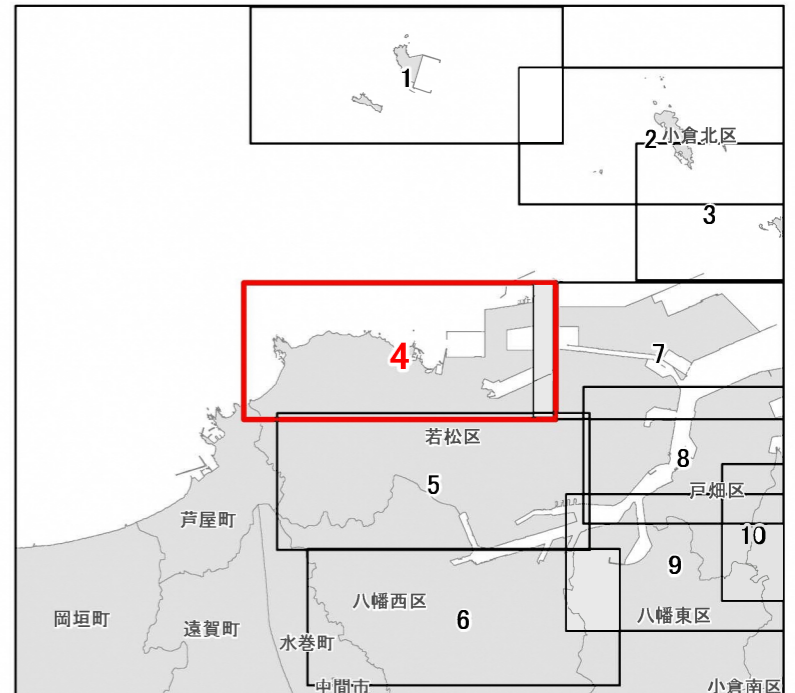 1
2
小倉北区
3
4
7
若松区
5
8
戸畑区
芦屋町
10
9
八幡西区
6
八幡東区
岡垣町
遠賀町
水巻町
中間市
小倉南区